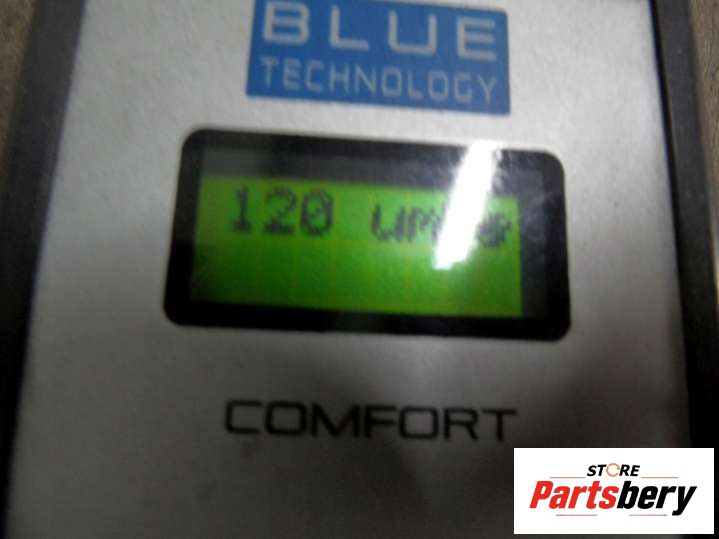 BLUE
TECHNOLOGY
120
COMFORT
STORE
Partsbery